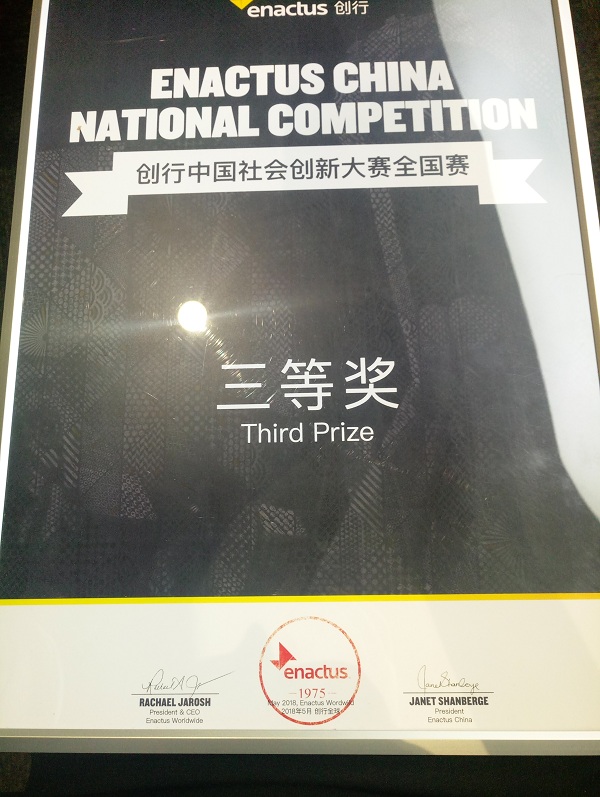 enactus 创行
ENACTUS CHINA
NATIONAL COMPETITION
创行中国社会创新大赛全国赛
三等奖
Third Prize
enactus
1975
May 2018, Enactus Worldwide
2018年5月 创行全球
RACHAEL JAROSH
President & CEO
Enactus Worldwide
Janet Shanberge
JANET SHANBERGE
President
Enactus China